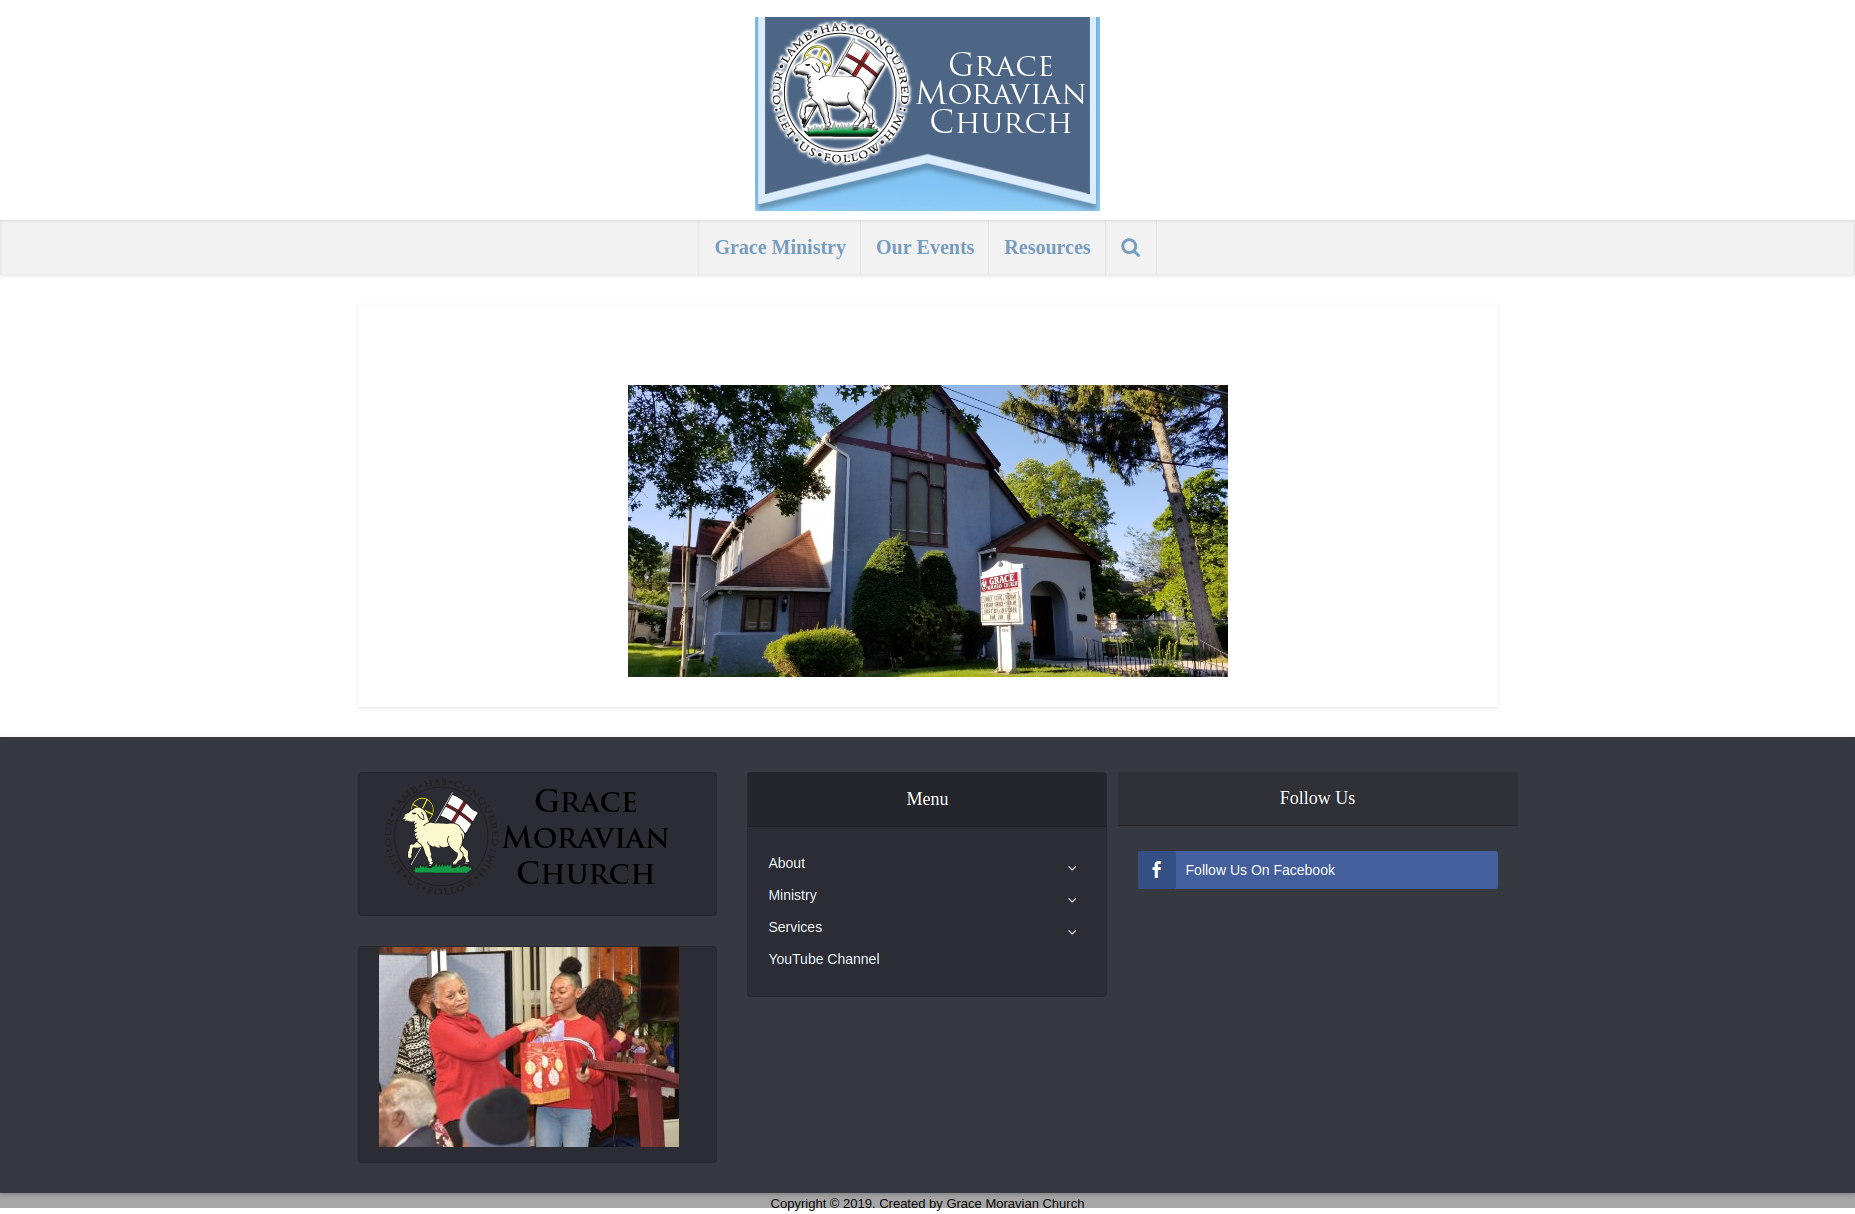 OUR • LAMB • HAS • CONQUERED • LET • US • FOLLOW • HIM
GRACE
MORAVIAN
CHURCH
Grace Ministry
Our Events
Resources
GRACE
MORAVIAN CHURCH
GRACE
MORAVIAN
CHURCH
Menu
About
Ministry
Services
YouTube Channel
Follow Us
Follow Us On Facebook
Copyright © 2019. Created by Grace Moravian Church